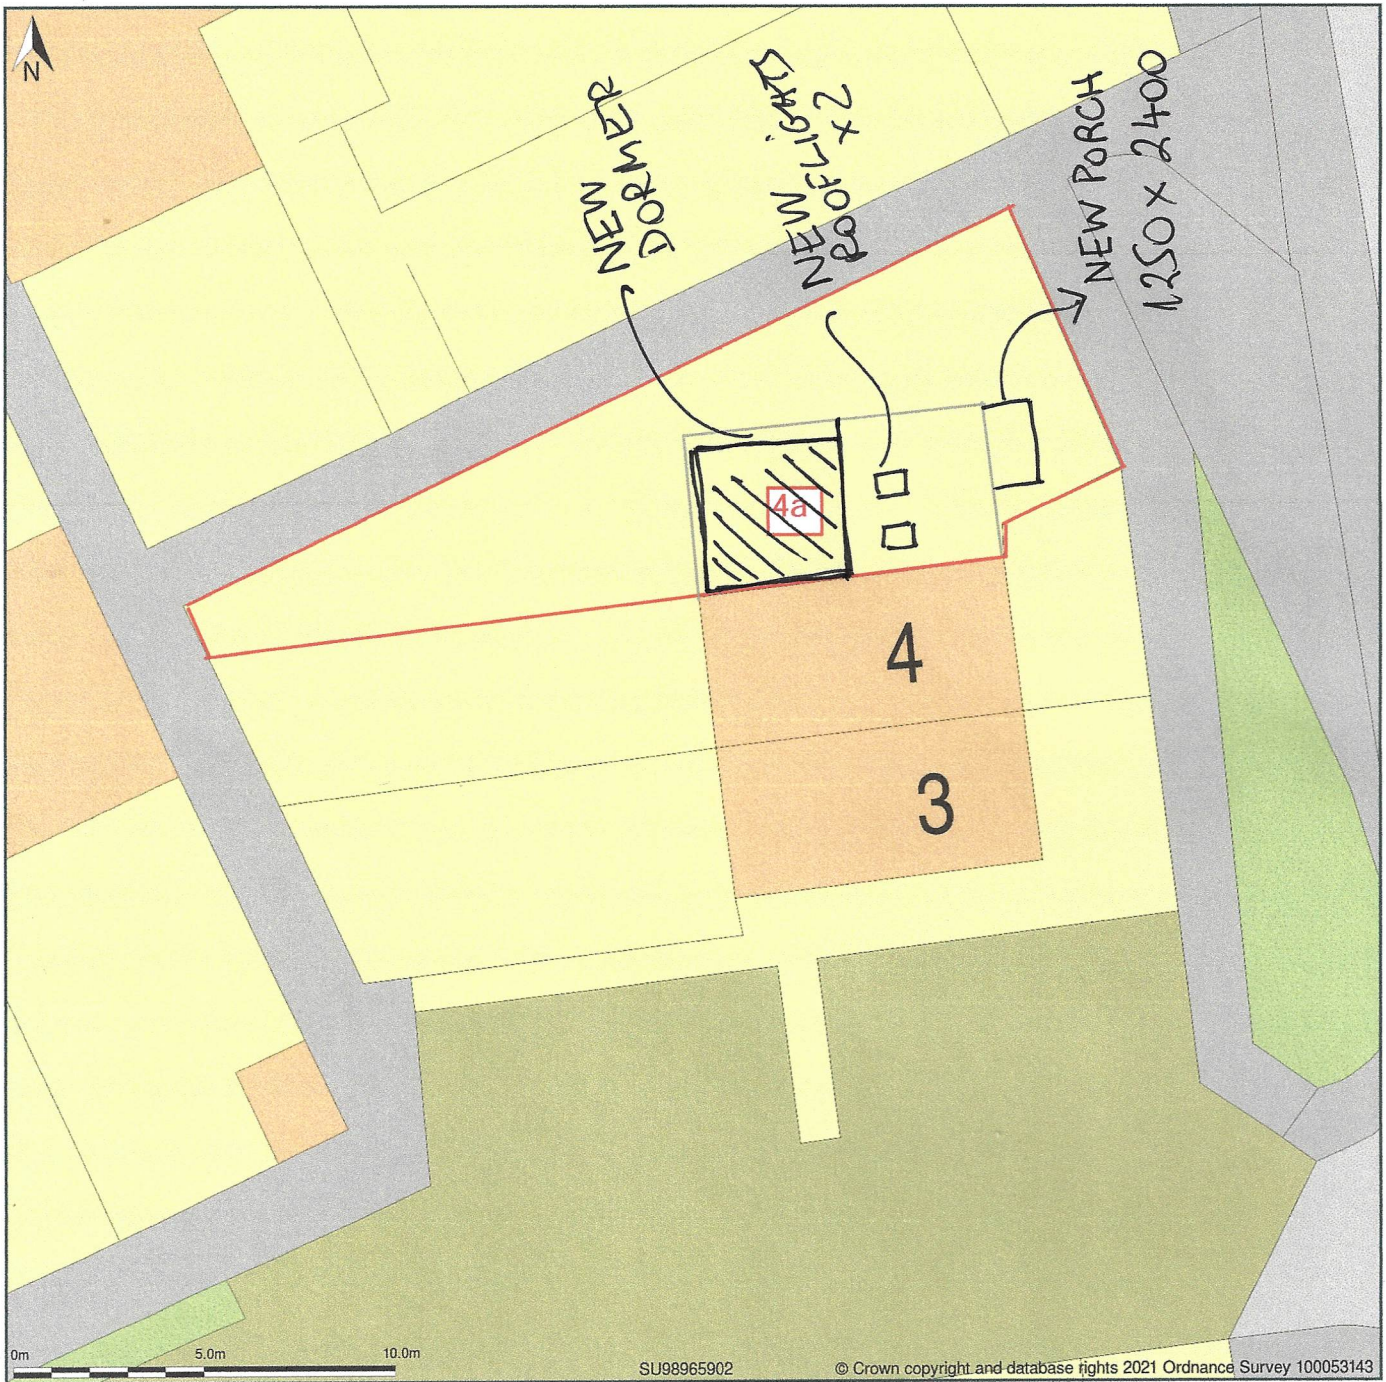 N
NEW
DORMER
NEW
ROOFLIGHTS
x2
NEW PORCH
1250 x 2400
4a
4
3
0m 5.0m 10.0m
SU98965902
© Crown copyright and database rights 2021 Ordnance Survey 100053143